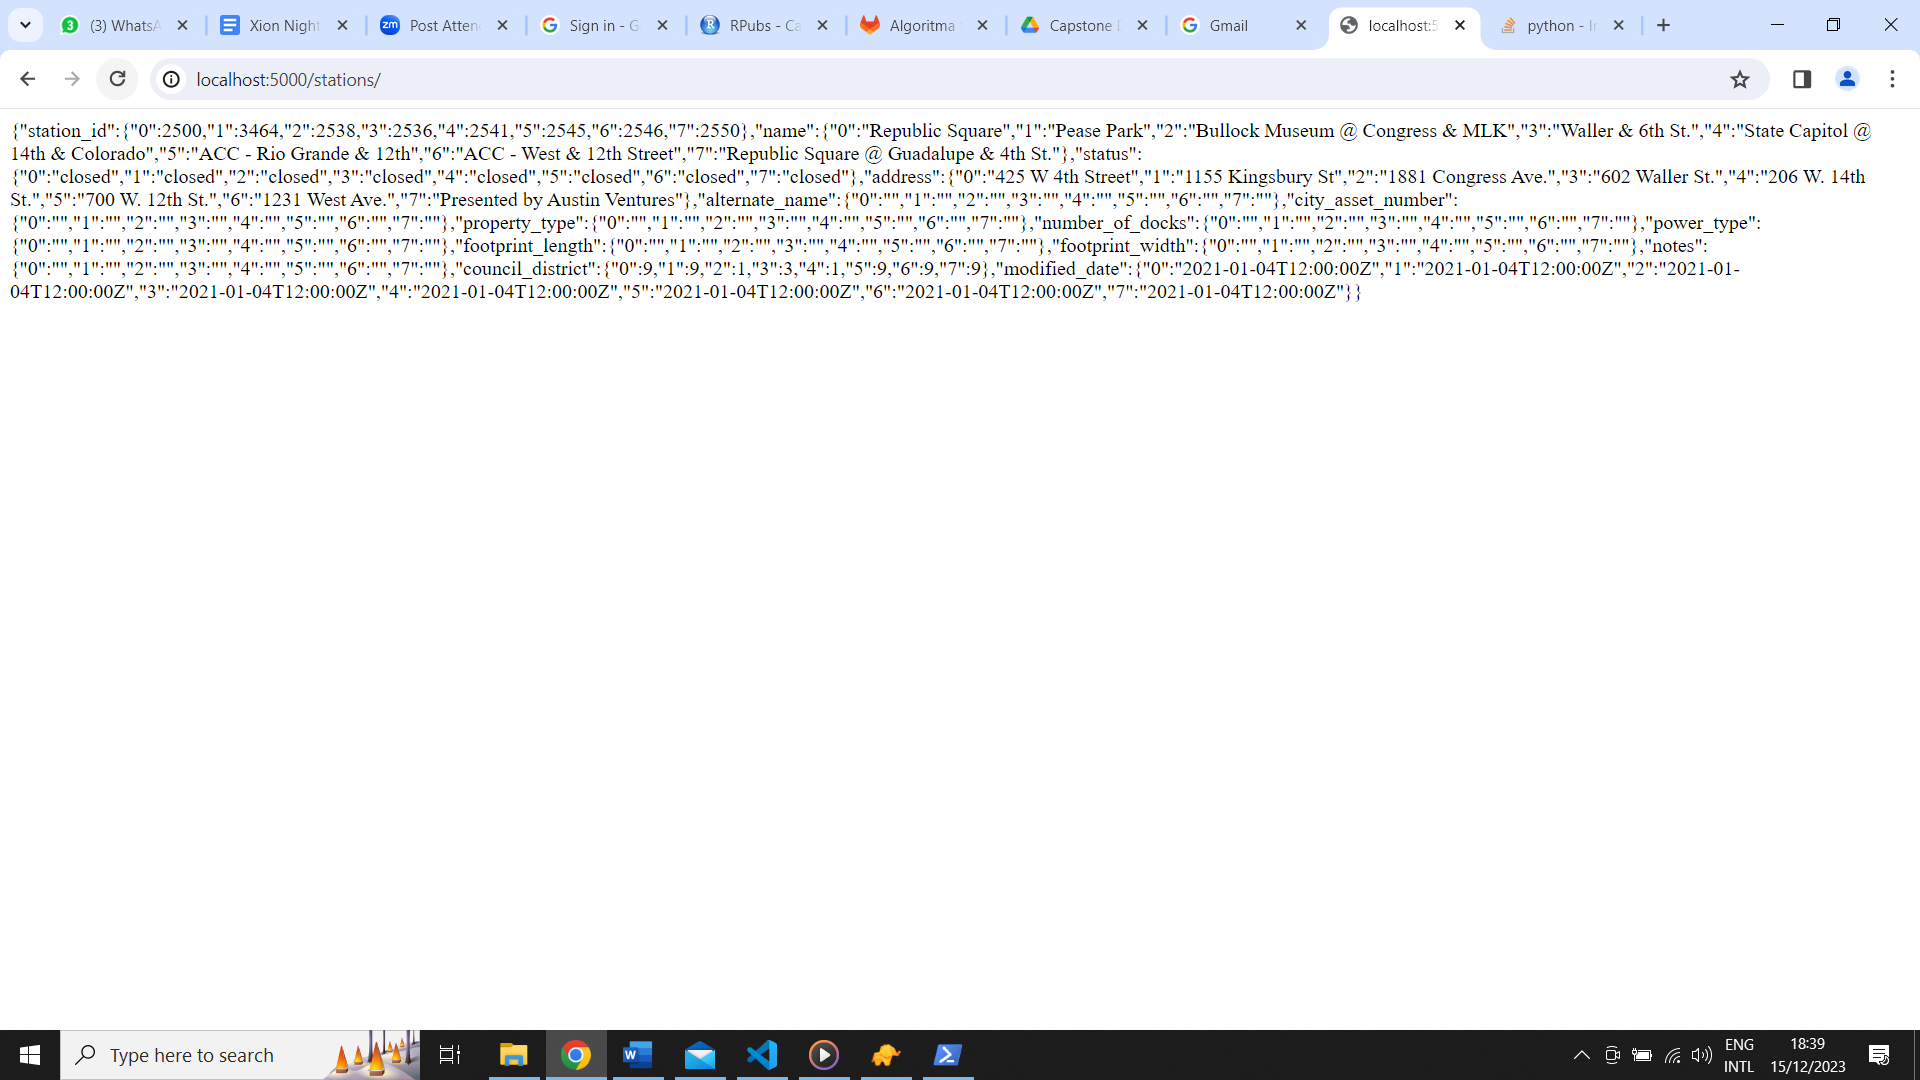 (3) WhatsA
Xion Night
Post Atten
Sign in - G
RPubs - Ca
Algoritma
Capstone D
Gmail
localhost:5
python - I
localhost:5000/stations/
{"station_id":{"0":2500,"1":3464,"2":2538,"3":2536,"4":2541,"5":2545,"6":2546,"7":2550},"name":{"0":"Republic Square","1":"Pease Park","2":"Bullock Museum @ Congress & MLK","3":"Waller & 6th St.","4":"State Capitol @
14th & Colorado","5":"ACC - Rio Grande & 12th","6":"ACC - West & 12th Street","7":"Republic Square @ Guadalupe & 4th St."},"status":
{"0":"closed","1":"closed","2":"closed","3":"closed","4":"closed","5":"closed","6":"closed","7":"closed"},"address":{"0":"425 W 4th Street","1":"1155 Kingsbury St","2":"1881 Congress Ave.","3":"602 Waller St.","4":"206 W. 14th
St.","5":"700 W. 12th St.","6":"1231 West Ave.","7":"Presented by Austin Ventures"},"alternate_name":{"0":"","1":"","2":"","3":"","4":"","5":"","6":"","7":""},"city_asset_number":
{"0":"","1":"","2":"","3":"","4":"","5":"","6":"","7":""},"property_type":{"0":"","1":"","2":"","3":"","4":"","5":"","6":"","7":""},"number_of_docks":{"0":"","1":"","2":"","3":"","4":"","5":"","6":"","7":""},"power_type":
{"0":"","1":"","2":"","3":"","4":"","5":"","6":"","7":""},"footprint_length":{"0":"","1":"","2":"","3":"","4":"","5":"","6":"","7":""},"footprint_width":{"0":"","1":"","2":"","3":"","4":"","5":"","6":"","7":""},"notes":
{"0":"","1":"","2":"","3":"","4":"","5":"","6":"","7":""},"council_district":{"0":9,"1":9,"2":1,"3":3,"4":1,"5":9,"6":9,"7":9},"modified_date":{"0":"2021-01-04T12:00:00Z","1":"2021-01-04T12:00:00Z","2":"2021-01-
04T12:00:00Z","3":"2021-01-04T12:00:00Z","4":"2021-01-04T12:00:00Z","5":"2021-01-04T12:00:00Z","6":"2021-01-04T12:00:00Z","7":"2021-01-04T12:00:00Z"}}
Type here to search
ENG
INTL
18:39
15/12/2023